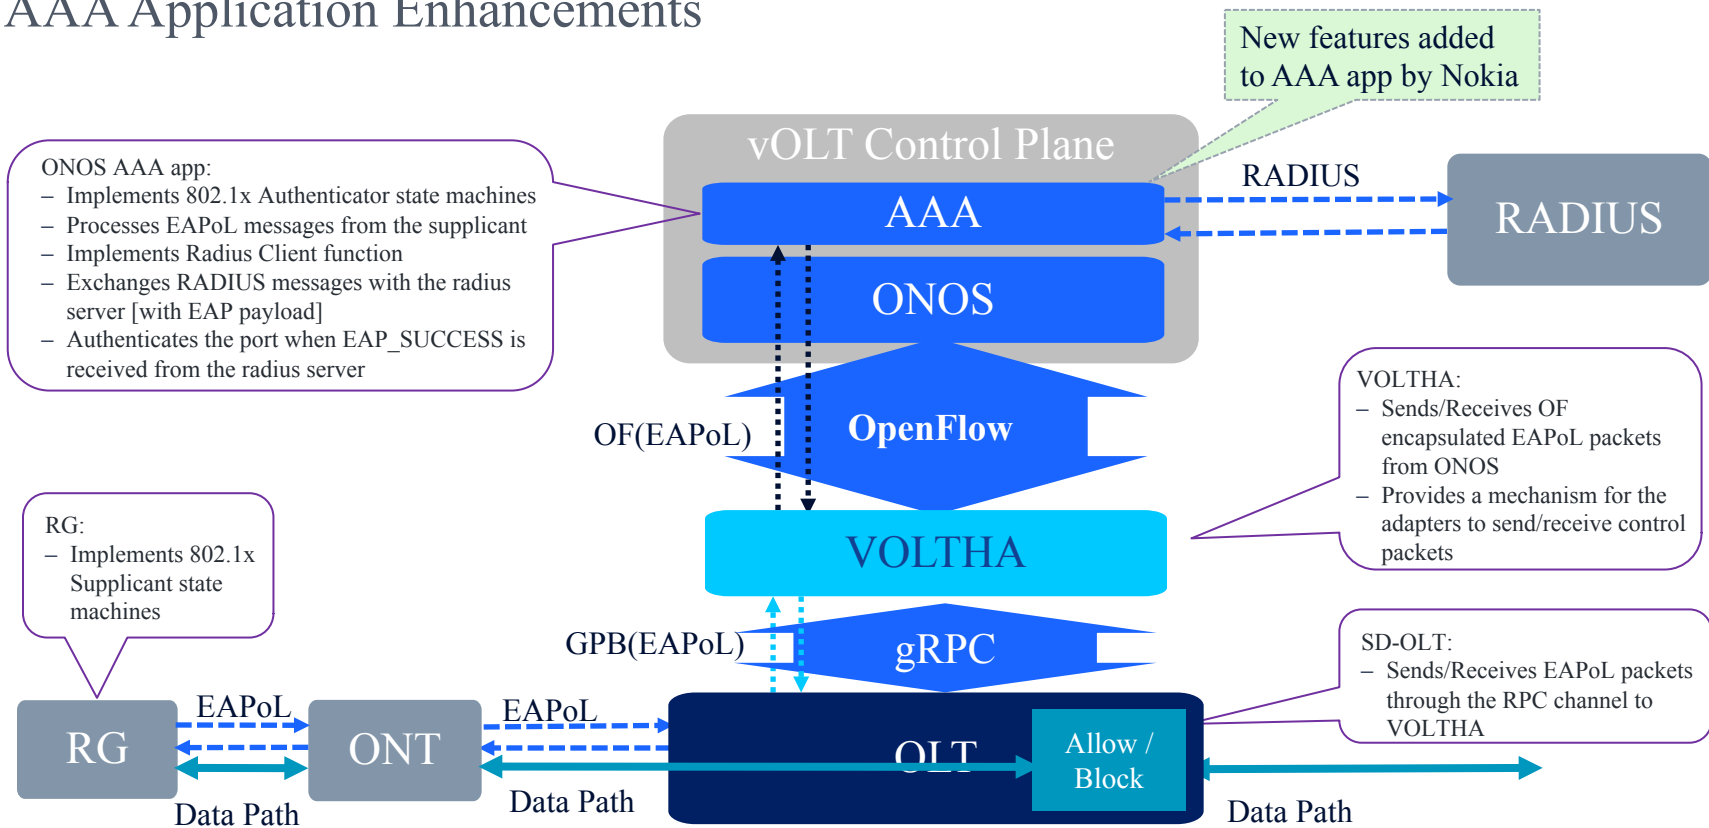 AAA Application Enhancements
New features added
to AAA app by Nokia
vOLT Control Plane
ONOS AAA app:
– Implements 802.1x Authenticator state machines
– Processes EAPoL messages from the supplicant
– Implements Radius Client function
– Exchanges RADIUS messages with the radius
server [with EAP payload]
– Authenticates the port when EAP_SUCCESS is
received from the radius server
AAA
RADIUS
RADIUS
ONOS
OF(EAPoL)
OpenFlow
VOLTHA:
– Sends/Receives OF
encapsulated EAPoL packets
from ONOS
– Provides a mechanism for the
adapters to send/receive control
packets
RG:
– Implements 802.1x
Supplicant state
machines
VOLTHA
GPB(EAPoL)
gRPC
SD-OLT:
– Sends/Receives EAPoL packets
through the RPC channel to
VOLTHA
EAPoL
EAPoL
RG
ONT
OLT
Allow /
Block
Data Path
Data Path
Data Path